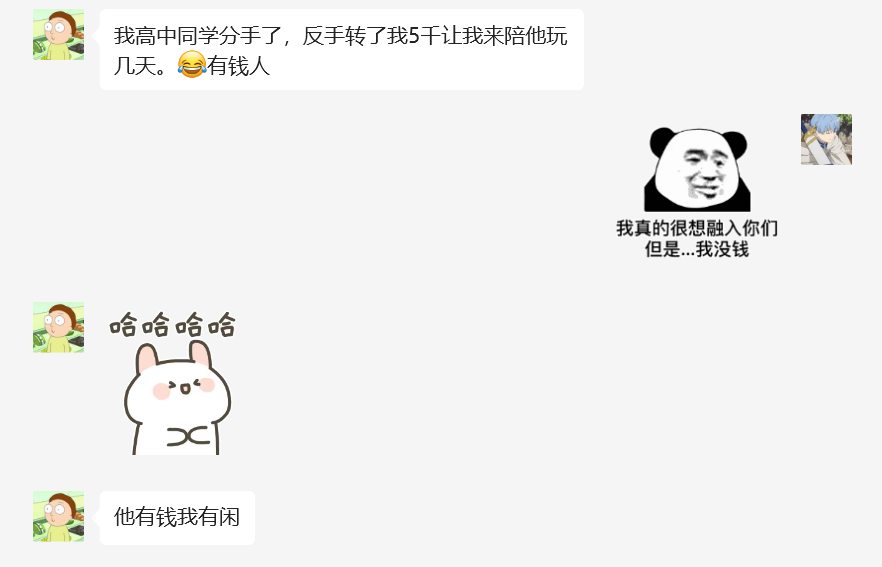 我高中同学分手了，反手转了我5千让我来陪他玩
几天。😂有钱人
我真的很想融入你们
但是...我没钱
哈哈哈哈
他有钱我有闲